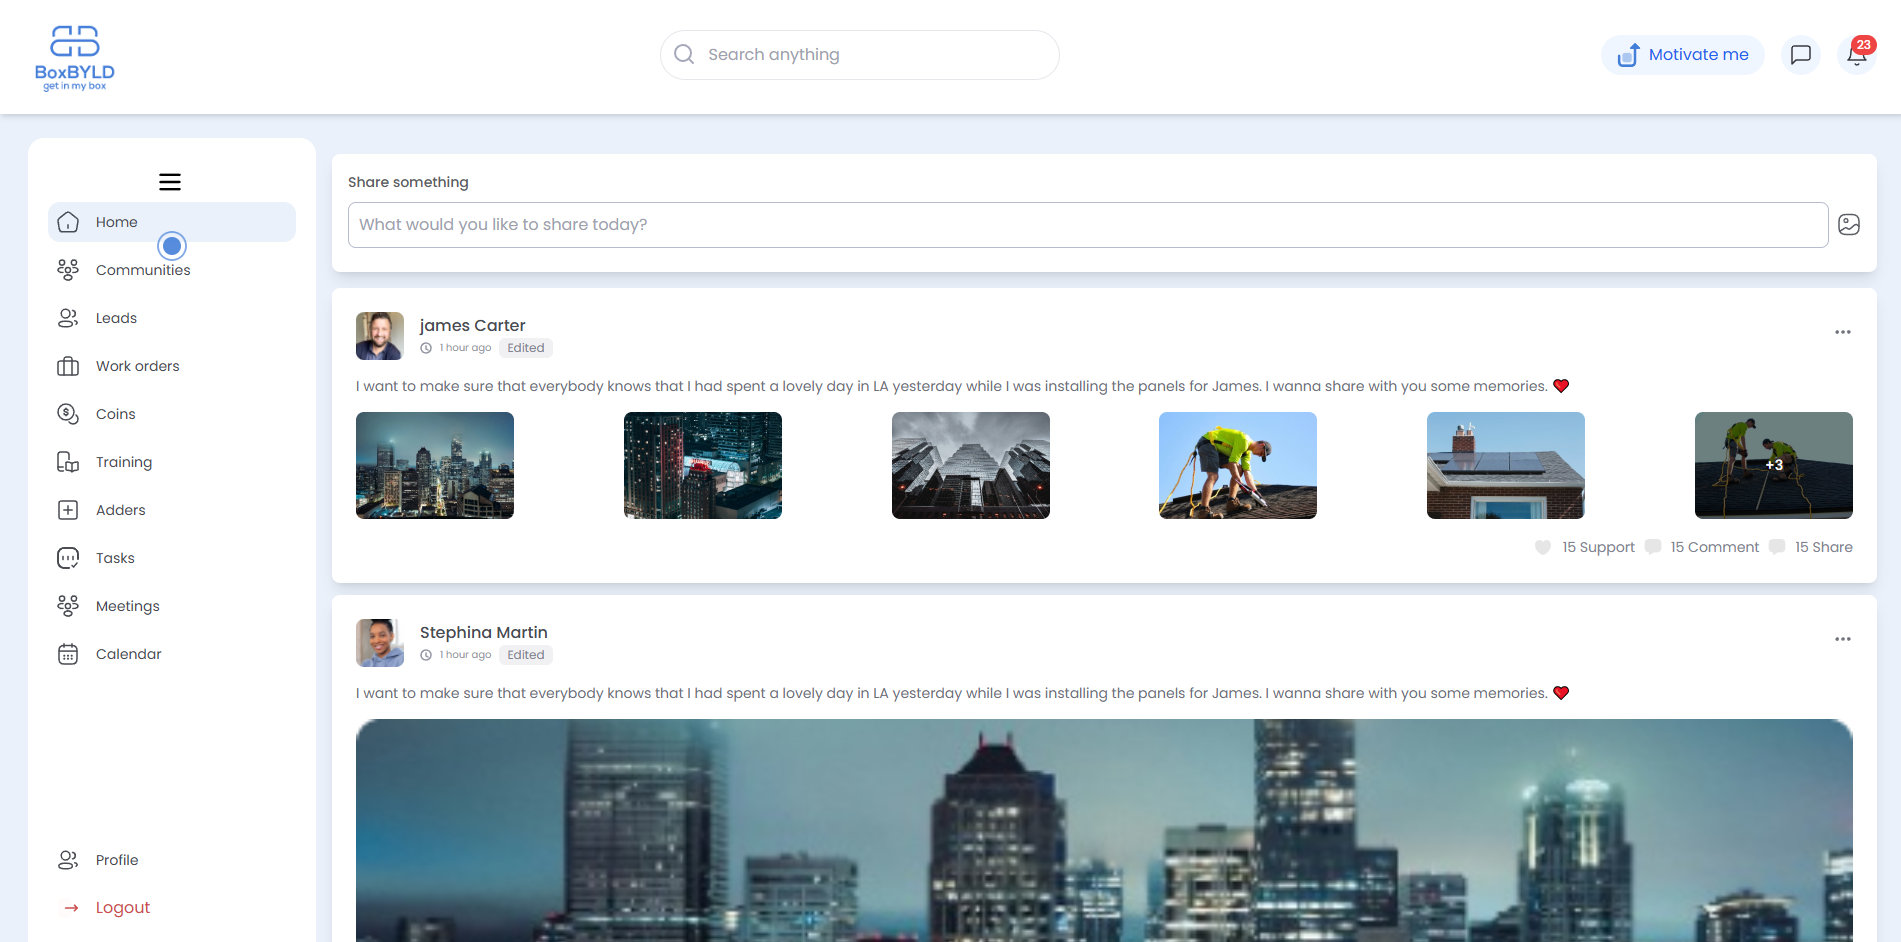 BoxBYLD
get in my box
Search anything
Motivate me
23
Home
Communities
Leads
Work orders
Coins
Training
Adders
Tasks
Meetings
Calendar
Profile
Logout
Share something
What would you like to share today?
james Carter
1 hour ago Edited
I want to make sure that everybody knows that I had spent a lovely day in LA yesterday while I was installing the panels for James. I wanna share with you some memories. ❤️
+3
15 Support 15 Comment 15 Share
Stephina Martin
1 hour ago Edited
I want to make sure that everybody knows that I had spent a lovely day in LA yesterday while I was installing the panels for James. I wanna share with you some memories. ❤️